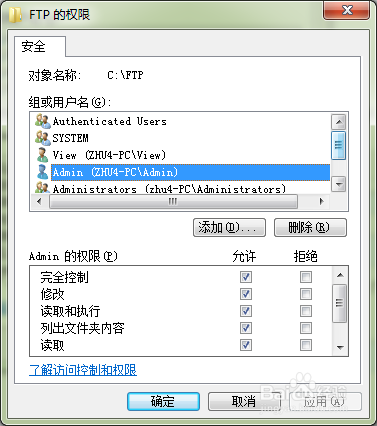 FTP 的权限
安全
对象名称: C:\FTP
组或用户名(G):
Authenticated Users
SYSTEM
View (ZHU4-PC\View)
Admin (ZHU4-PC\Admin)
Administrators (zhu4-PC\Administrators)
添加(D)... 删除(R)
Admin 的权限(P) 允许 拒绝
完全控制
修改
读取和执行
列出文件夹内容
读取
了解访问控制和权限
确定 取消 应用(A)
Baidu 经验